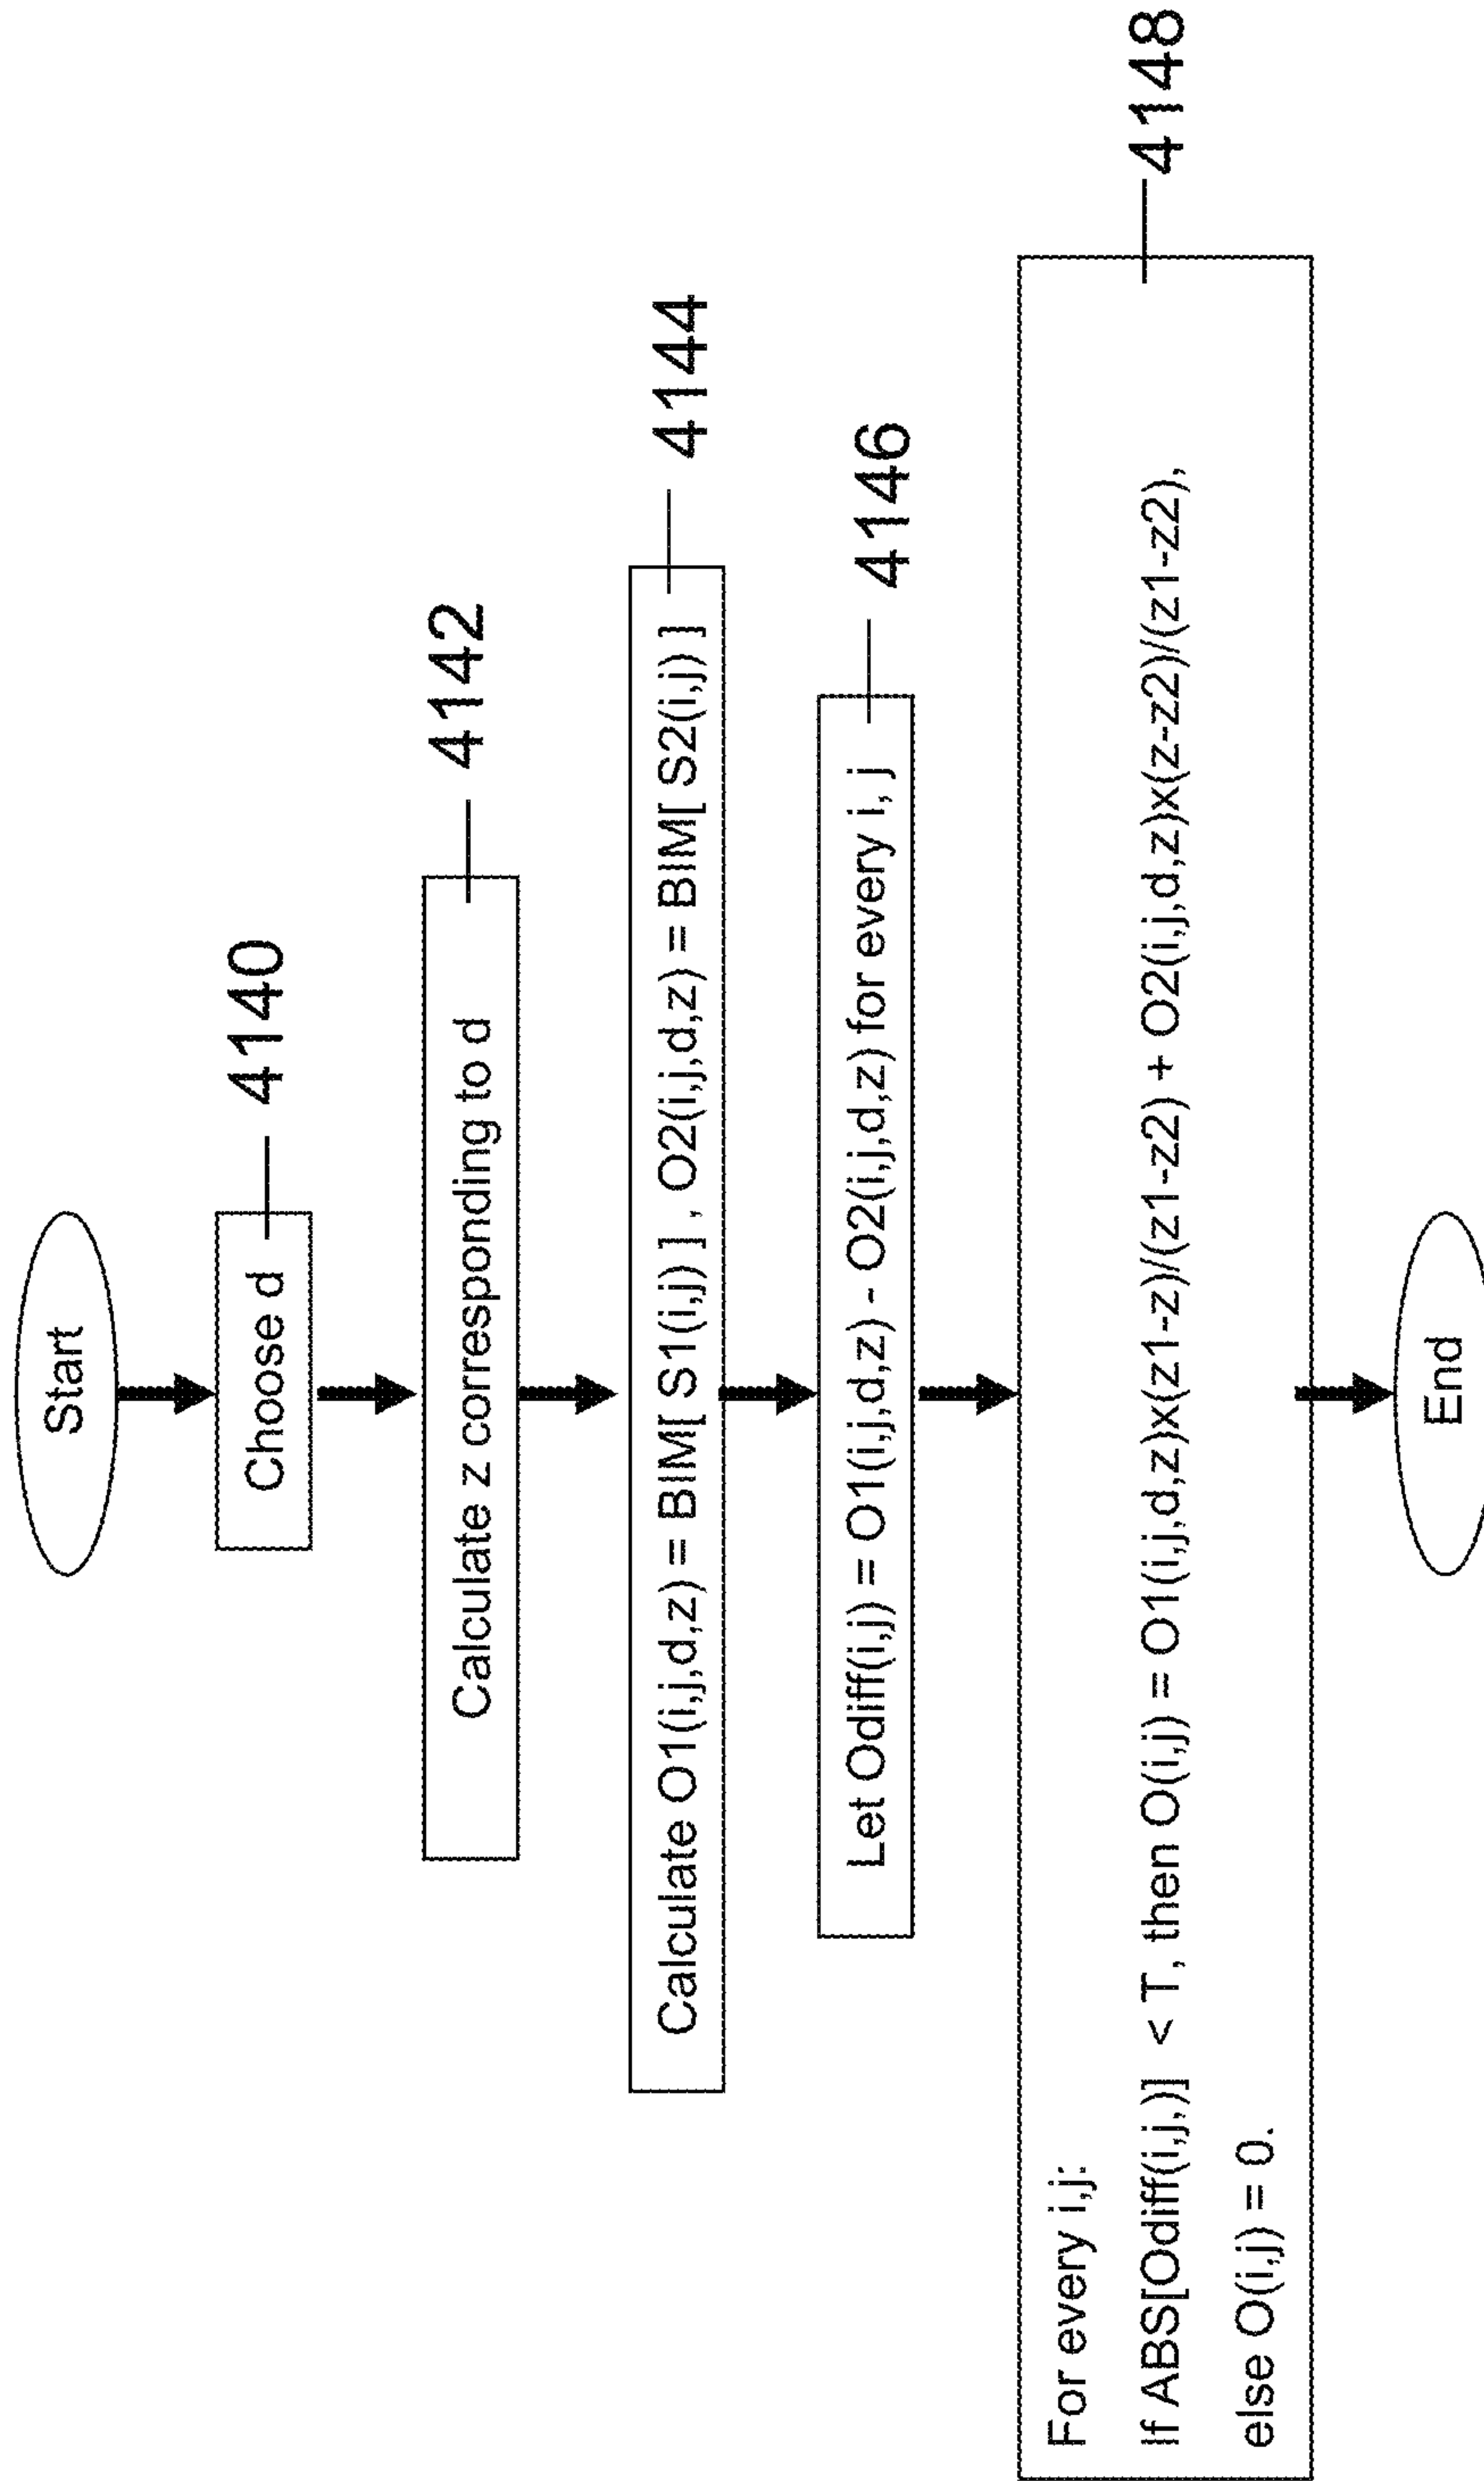 Start
Choose d
4140
Calculate z corresponding to d
4142
Calculate O1(i,j,d,z) = BIM[ S1(i,j) ] , O2(i,j,d,z) = BIM[ S2(i,j) ]
4144
Let Odiff(i,j) = O1(i,j,d,z) - O2(i,j,d,z) for every i, j
4146
For every i,j:
If ABS[Odiff(i,j,)] < T, then O(i,j) = O1(i,j,d,z)x(z1-z)/(z1-z2) + O2(i,j,d,z)x(z-z2)/(z1-z2),
else O(i,j) = 0.
4148
End